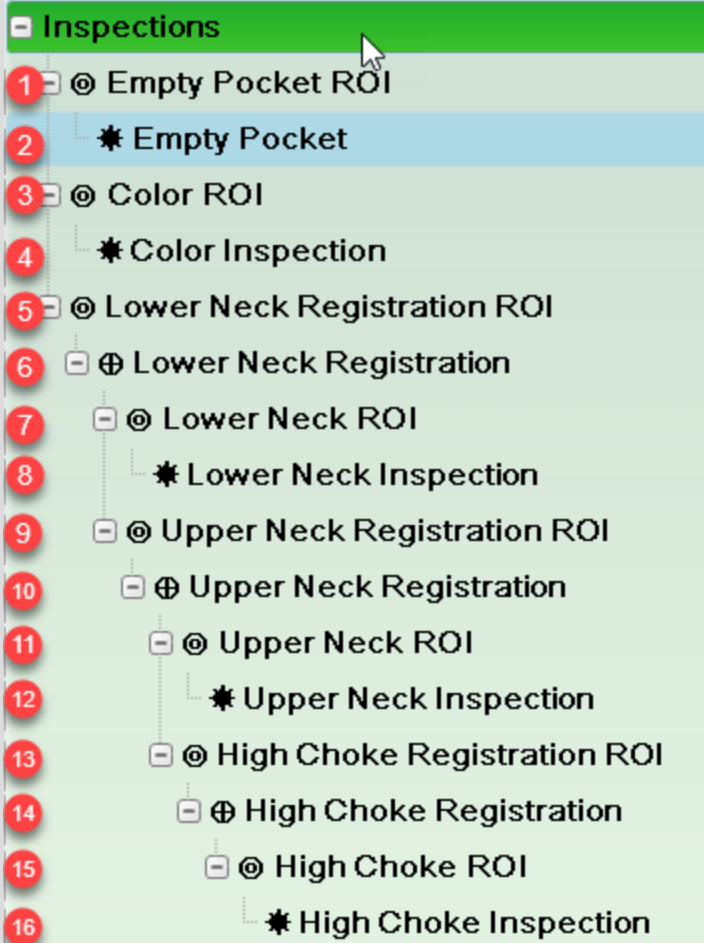 Inspections
1 Empty Pocket ROI
2 Empty Pocket
3 Color ROI
4 Color Inspection
5 Lower Neck Registration ROI
6 Lower Neck Registration
7 Lower Neck ROI
8 Lower Neck Inspection
9 Upper Neck Registration ROI
10 Upper Neck Registration
11 Upper Neck ROI
12 Upper Neck Inspection
13 High Choke Registration ROI
14 High Choke Registration
15 High Choke ROI
16 High Choke Inspection